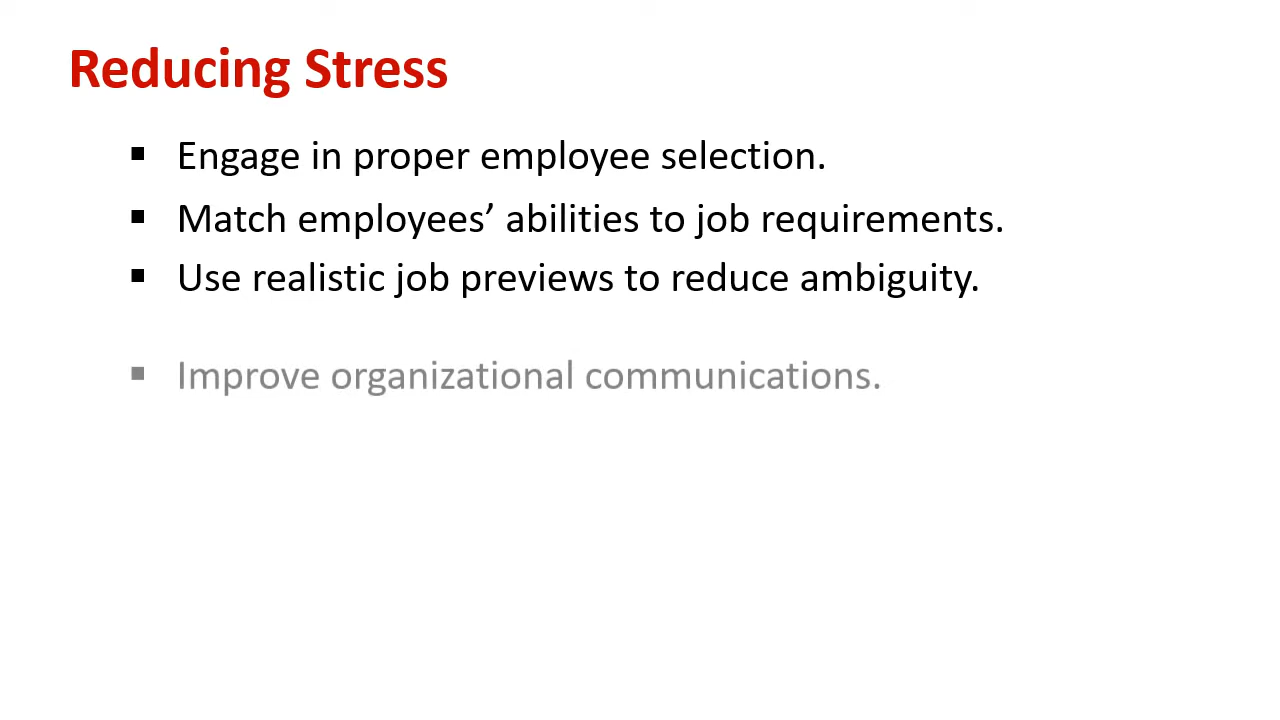 Reducing Stress
▪ Engage in proper employee selection.
▪ Match employees’ abilities to job requirements.
▪ Use realistic job previews to reduce ambiguity.
▪ Improve organizational communications.